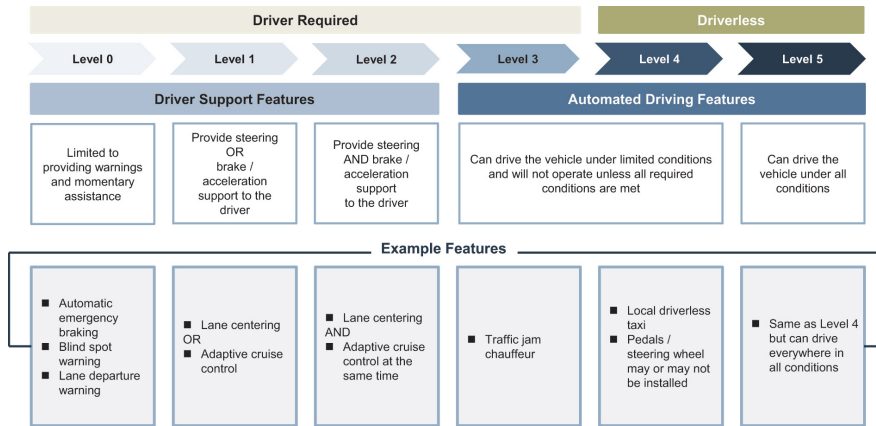 Driver Required
Driverless
Level 0
Level 1
Level 2
Level 3
Level 4
Level 5
Driver Support Features
Automated Driving Features
Limited to
providing warnings
and momentary
assistance
Provide steering
OR
brake /
acceleration
support to the
driver
Provide steering
AND brake /
acceleration
support
to the driver
Can drive the vehicle under limited conditions
and will not operate unless all required
conditions are met
Can drive the
vehicle under all
conditions
Example Features
■ Automatic
emergency
braking
■ Blind spot
warning
■ Lane departure
warning
■ Lane centering
OR
■ Adaptive cruise
control
■ Lane centering
AND
■ Adaptive cruise
control at the
same time
■ Traffic jam
chauffeur
■ Local driverless
taxi
■ Pedals /
steering wheel
may or may not
be installed
■ Same as Level 4
but can drive
everywhere in
all conditions